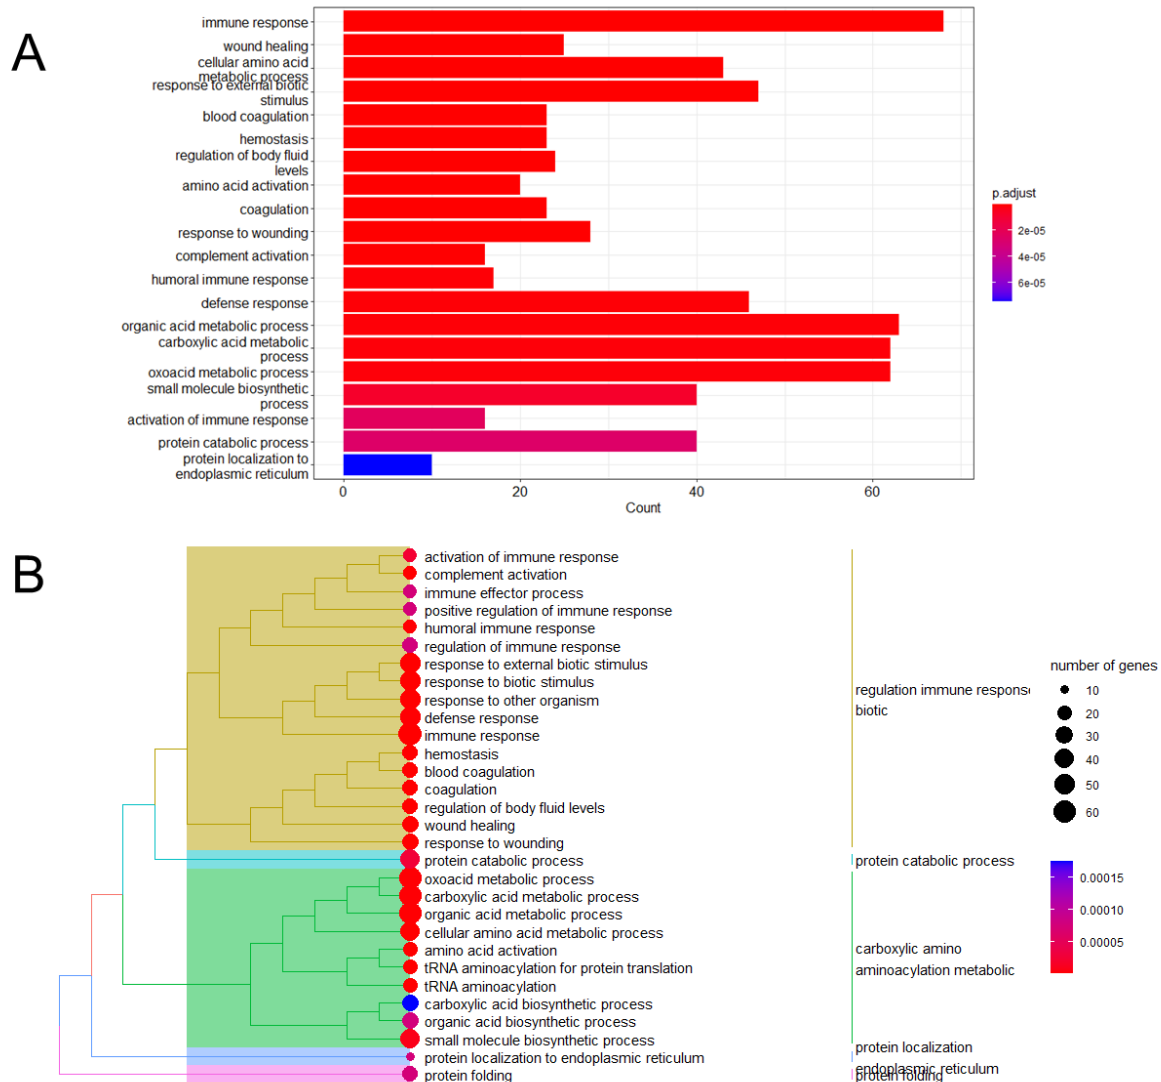 A
immune response
wound healing
cellular amino acid
metabolic process
response to external biotic
stimulus
blood coagulation
hemostasis
regulation of body fluid
levels
amino acid activation
coagulation
response to wounding
complement activation
humoral immune response
defense response
organic acid metabolic process
carboxylic acid metabolic
process
oxoacid metabolic process
small molecule biosynthetic
process
activation of immune response
protein catabolic process
protein localization to
endoplasmic reticulum
0 20 40 60
Count
p.adjust
2e-05
4e-05
6e-05
B
activation of immune response
complement activation
immune effector process
positive regulation of immune response
humoral immune response
regulation of immune response
response to external biotic stimulus
response to biotic stimulus
response to other organism
defense response
immune response
hemostasis
blood coagulation
coagulation
regulation of body fluid levels
wound healing
response to wounding
protein catabolic process
oxoacid metabolic process
carboxylic acid metabolic process
organic acid metabolic process
cellular amino acid metabolic process
amino acid activation
tRNA aminoacylation for protein translation
tRNA aminoacylation
carboxylic acid biosynthetic process
organic acid biosynthetic process
small molecule biosynthetic process
protein localization to endoplasmic reticulum
protein folding
regulation immune response
biotic
protein catabolic process
carboxylic amino
aminoacylation metabolic
protein localization
endoplasmic reticulum
protein folding
number of genes
10
20
30
40
50
60
0.00015
0.00010
0.00005